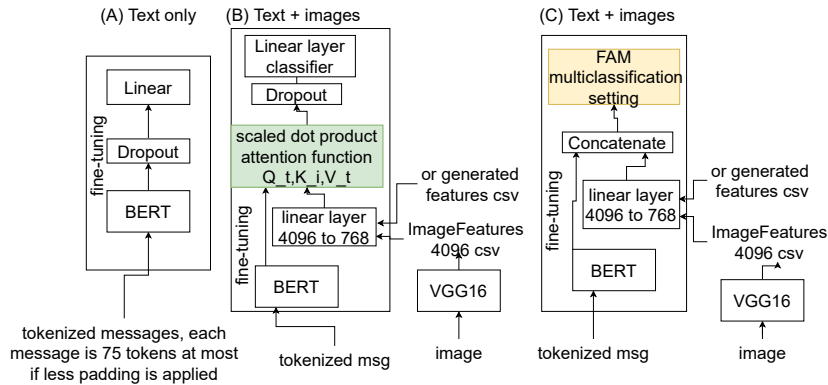 (A) Text only
Linear
Dropout
BERT
fine-tuning
tokenized messages, each
message is 75 tokens at most
if less padding is applied
(B) Text + images
Linear layer
classifier
Dropout
scaled dot product
attention function
Q_t,K_i,V_t
linear layer
4096 to 768
fine-tuning
BERT
or generated
features csv
ImageFeatures
4096 csv
VGG16
tokenized msg
image
(C) Text + images
FAM
multiclassification
setting
Concatenate
linear layer
4096 to 768
fine-tuning
BERT
or generated
features csv
ImageFeatures
4096 csv
VGG16
tokenized msg
image